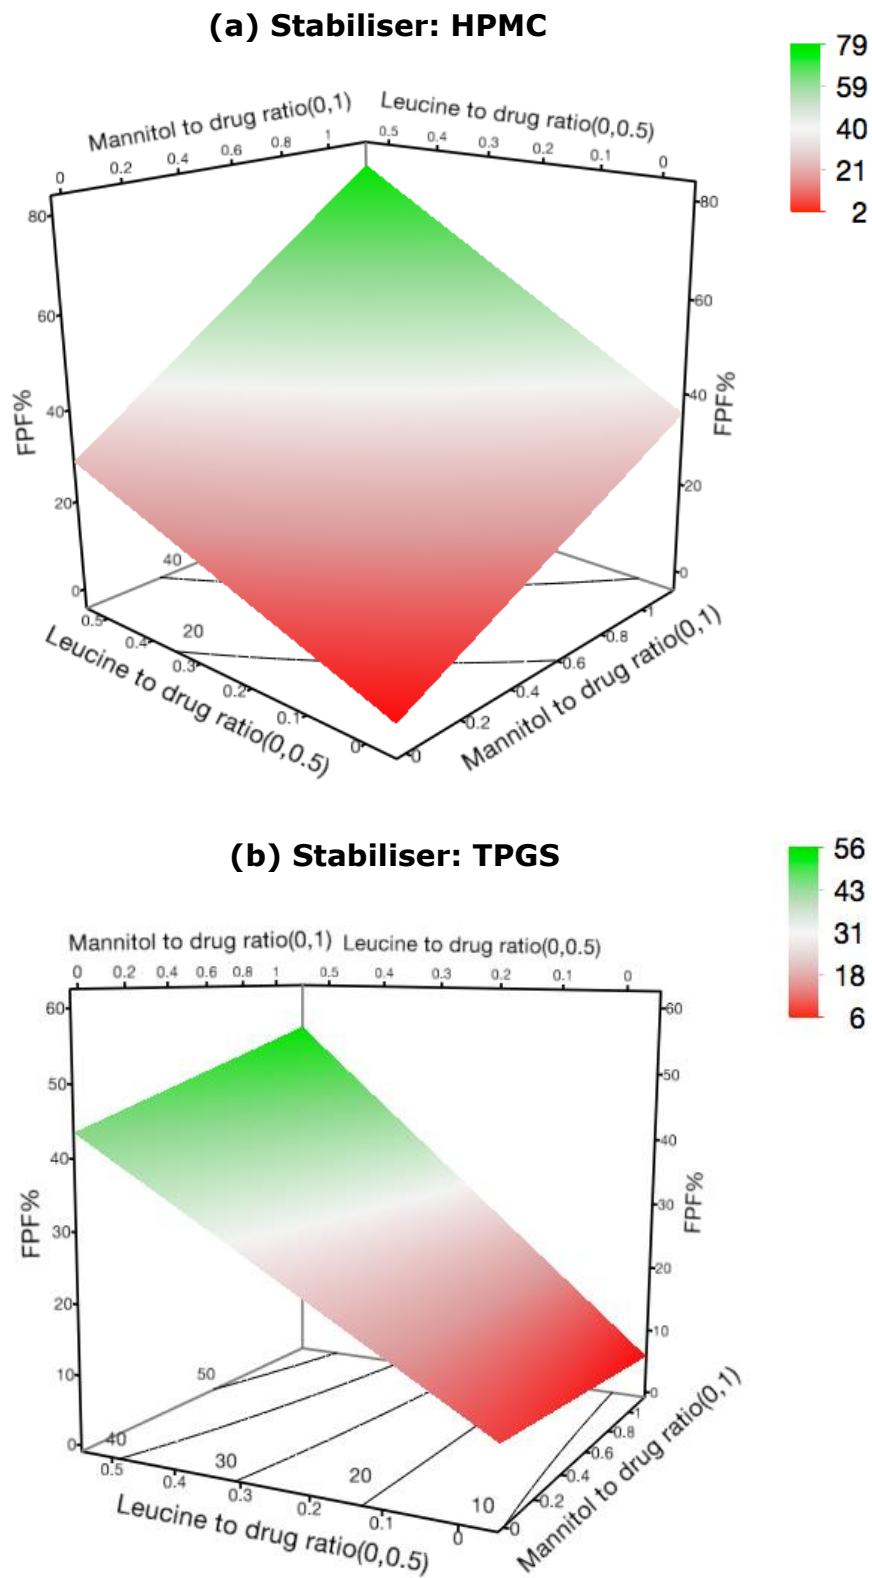 (a) Stabiliser: HPMC
79
59
40
21
2
Mannitol to drug ratio(0,1)
Leucine to drug ratio(0,0.5)
0 0.2 0.4 0.6 0.8 1
0.5 0.4 0.3 0.2 0.1 0
80
60
40
20
0
FPF%
80
60
40
20
0
FPF%
40
20
0.5 0.4 0.3 0.2 0.1 0
Leucine to drug ratio(0,0.5)
0 0.2 0.4 0.6 0.8 1
Mannitol to drug ratio(0,1)
(b) Stabiliser: TPGS
56
43
31
18
6
Mannitol to drug ratio(0,1)
Leucine to drug ratio(0,0.5)
0 0.2 0.4 0.6 0.8 1
0.5 0.4 0.3 0.2 0.1 0
60
50
40
30
20
10
0
FPF%
60
50
40
30
20
10
0
FPF%
50
40
30
20
10
0.5 0.4 0.3 0.2 0.1 0
Leucine to drug ratio(0,0.5)
0 0.2 0.4 0.6 0.8 1
Mannitol to drug ratio(0,1)